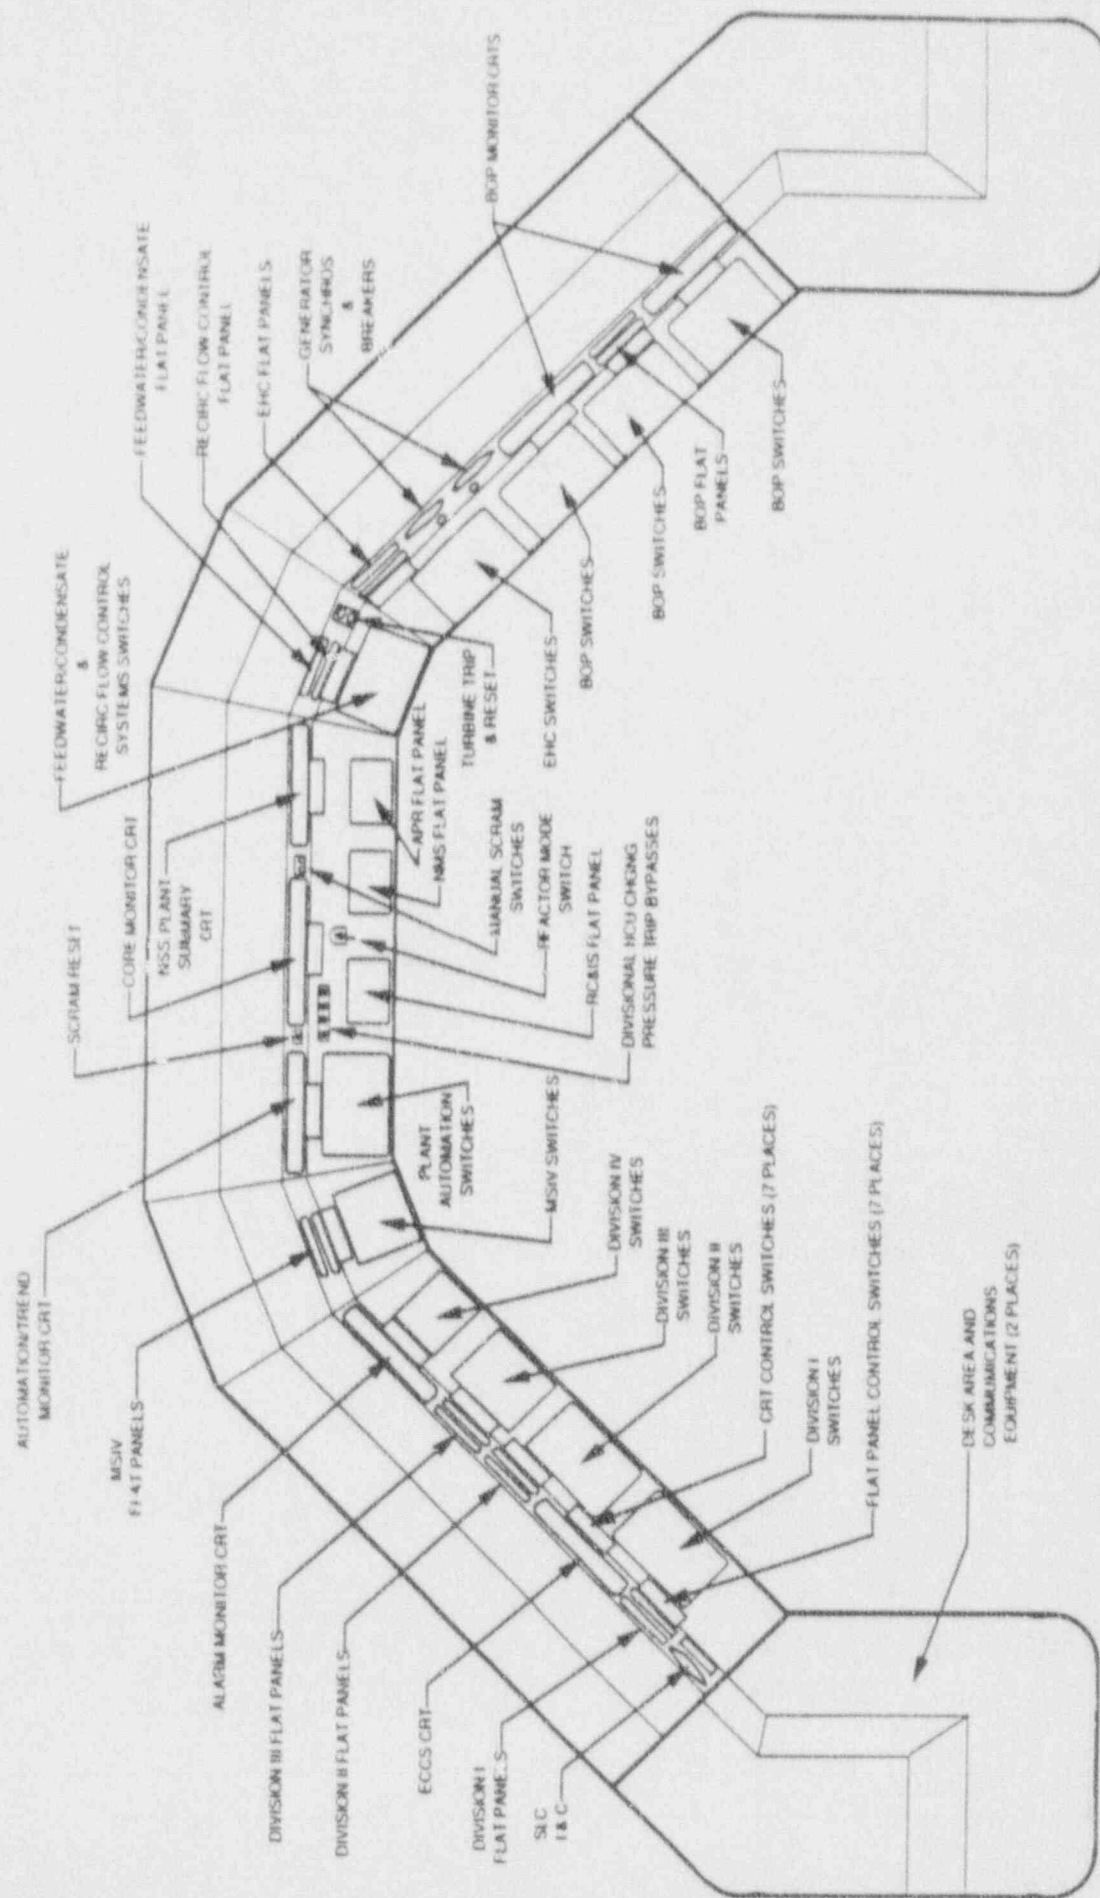 AUTOMATION/TREND
MONITOR CRT
MSIV
FLAT PANELS
ALARM MONITOR CRT
DIVISION III FLAT PANELS
DIVISION II FLAT PANELS
ECCS CRT
DIVISION I
FLAT PANELS
SLC
I & C
SCRAM RESET
CORE MONITOR CRT
NSS. PLANT
SUMMARY
CRT
FEEDWATER/CONDENSATE
&
RECIRC FLOW CONTROL
SYSTEMS SWITCHES
FEEDWATER/CONDENSATE
FLAT PANEL
RECIRC FLOW CONTROL
FLAT PANEL
EHC FLAT PANELS
GENERATOR
SYNCHROS
&
BREAKERS
BOP MONITOR CRTS
BOP SWITCHES
BOP FLAT
PANELS
BOP SWITCHES
BOP SWITCHES
EHC SWITCHES
TURBINE TRIP
& RESET
APR FLAT PANEL
NMS FLAT PANEL
MANUAL SCRAM
SWITCHES
REACTOR MODE
SWITCH
RC&IS FLAT PANEL
DIVISIONAL HCU CHGNG
PRESSURE TRIP BYPASSES
PLANT
AUTOMATION
SWITCHES
MSIV SWITCHES
DIVISION IV
SWITCHES
DIVISION III
SWITCHES
DIVISION II
SWITCHES
CRT CONTROL SWITCHES (7 PLACES)
DIVISION I
SWITCHES
FLAT PANEL CONTROL SWITCHES (7 PLACES)
DESK AREA AND
COMMUMICATIONS
EQUIPMENT (2 PLACES)